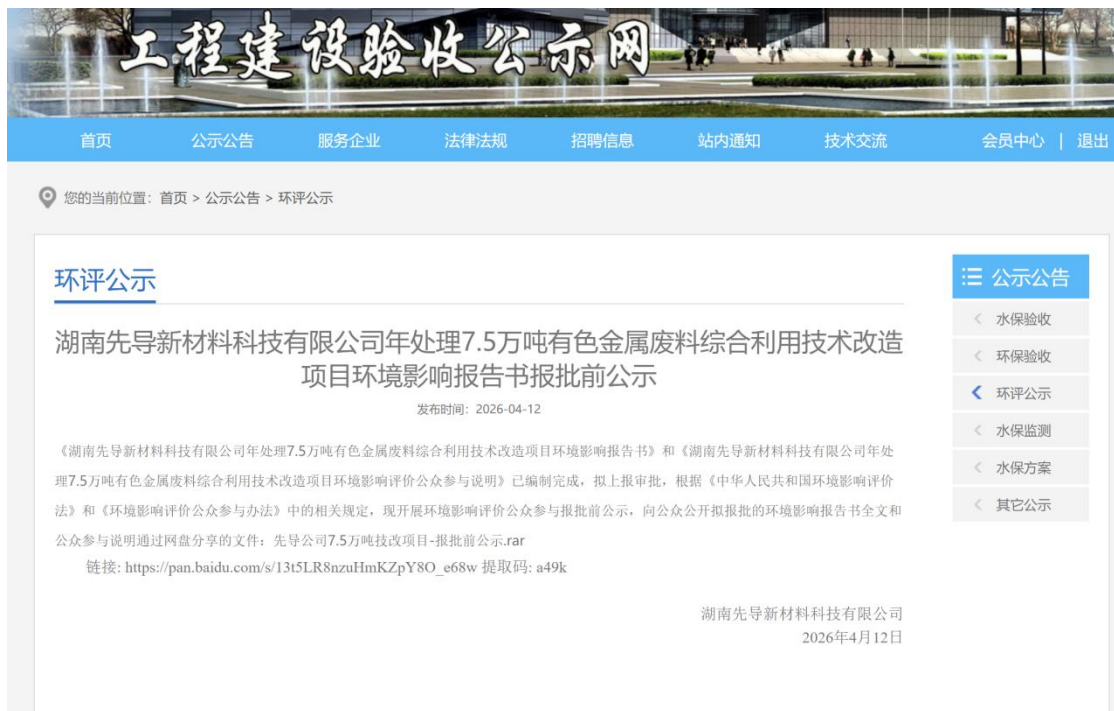 工程建设验收公示网
首页 公示公告 服务企业 法律法规 招聘信息 站内通知 技术交流 会员中心 | 退出
您的当前位置：首页 > 公示公告 > 环评公示
环评公示
湖南先导新材料科技有限公司年处理7.5万吨有色金属废料综合利用技术改造
项目环境影响报告书报批前公示
发布时间：2026-04-12
《湖南先导新材料科技有限公司年处理7.5万吨有色金属废料综合利用技术改造项目环境影响报告书》和《湖南先导新材料科技有限公司年处
理7.5万吨有色金属废料综合利用技术改造项目环境影响评价公众参与说明》已编制完成，拟上报审批，根据《中华人民共和国环境影响评价
法》和《环境影响评价公众参与办法》中的相关规定，现开展环境影响评价公众参与报批前公示，向公众公开拟报批的环境影响报告书全文和
公众参与说明通过网盘分享的文件：先导公司7.5万吨技改项目-报批前公示.rar
链接: https://pan.baidu.com/s/13t5LR8nzuHmKZpY8O_e68w 提取码: a49k
湖南先导新材料科技有限公司
2026年4月12日
公示公告
水保验收
环保验收
环评公示
水保监测
水保方案
其它公示